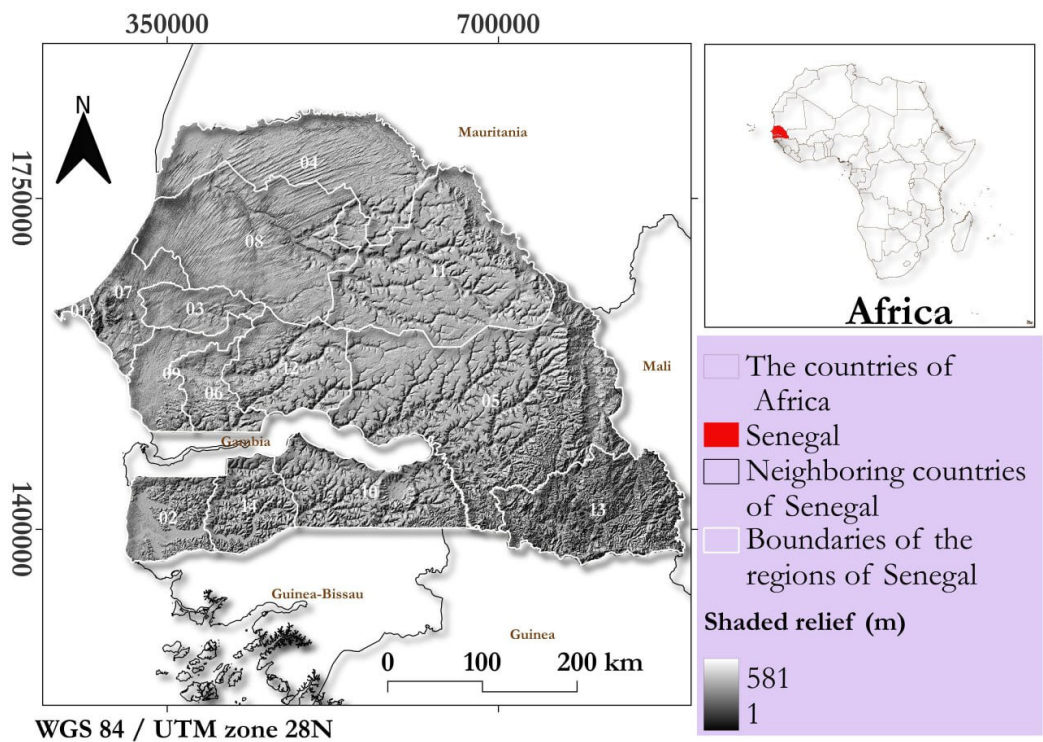 350000
700000
N
Mauritania
1750000
04
08
11
07
01
03
Mali
09
06
12
05
Gambia
1400000
02
14
10
13
Guinea-Bissau
Guinea
0 100 200 km
WGS 84 / UTM zone 28N
Africa
The countries of
Africa
Senegal
Neighboring countries
of Senegal
Boundaries of the
regions of Senegal
Shaded relief (m)
581
1